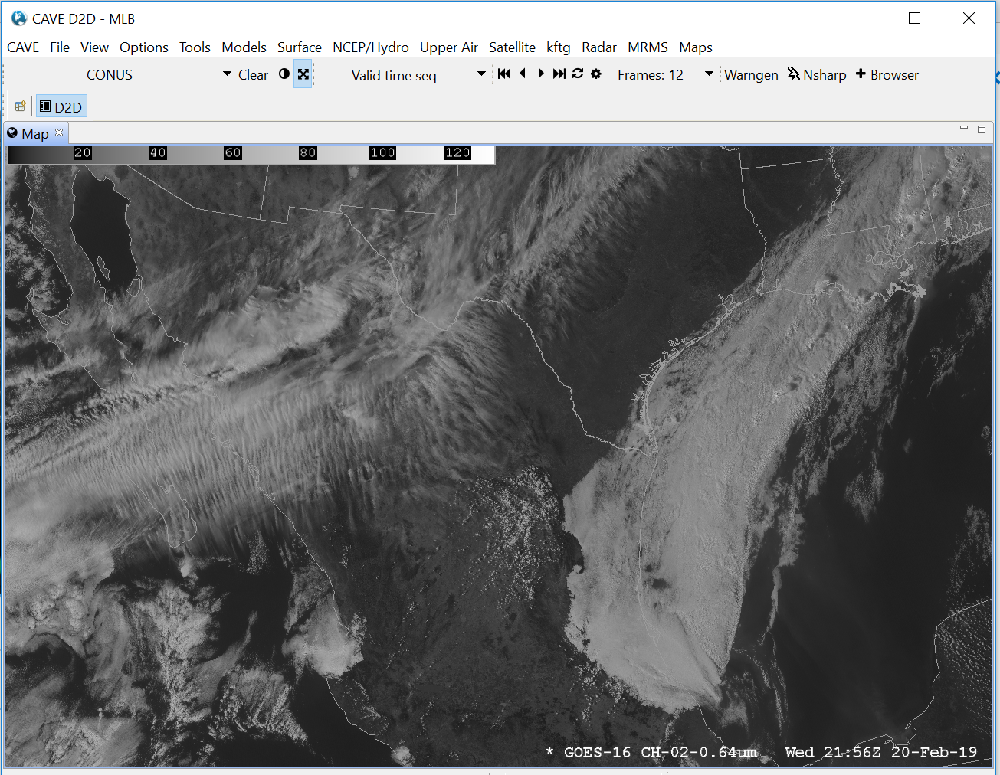 CAVE D2D - MLB
CAVE File View Options Tools Models Surface NCEP/Hydro Upper Air Satellite kftg Radar MRMS Maps
CONUS Clear Valid time seq Frames: 12 Warngen Nsharp Browser
D2D
Map
20 40 60 80 100 120
* GOES-16 CH-02-0.64um Wed 21:56Z 20-Feb-19